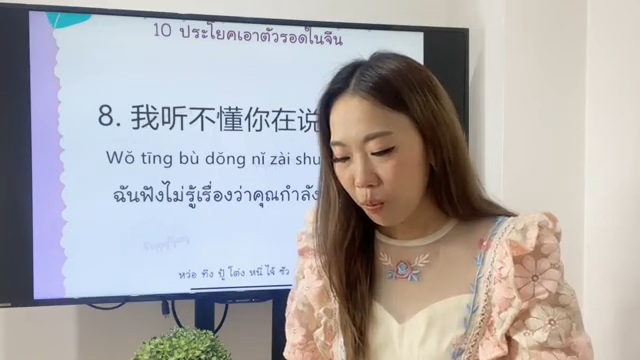 10 ประโยคเอาตัวรอดในจีน
8. 我听不懂你在说
Wǒ tīng bù dǒng nǐ zài shu
ฉันฟังไม่รู้เรื่องว่าคุณกำลัง
หว่อ ทิง ปู้ โต่ง หนี่ ไจ้ ชัว